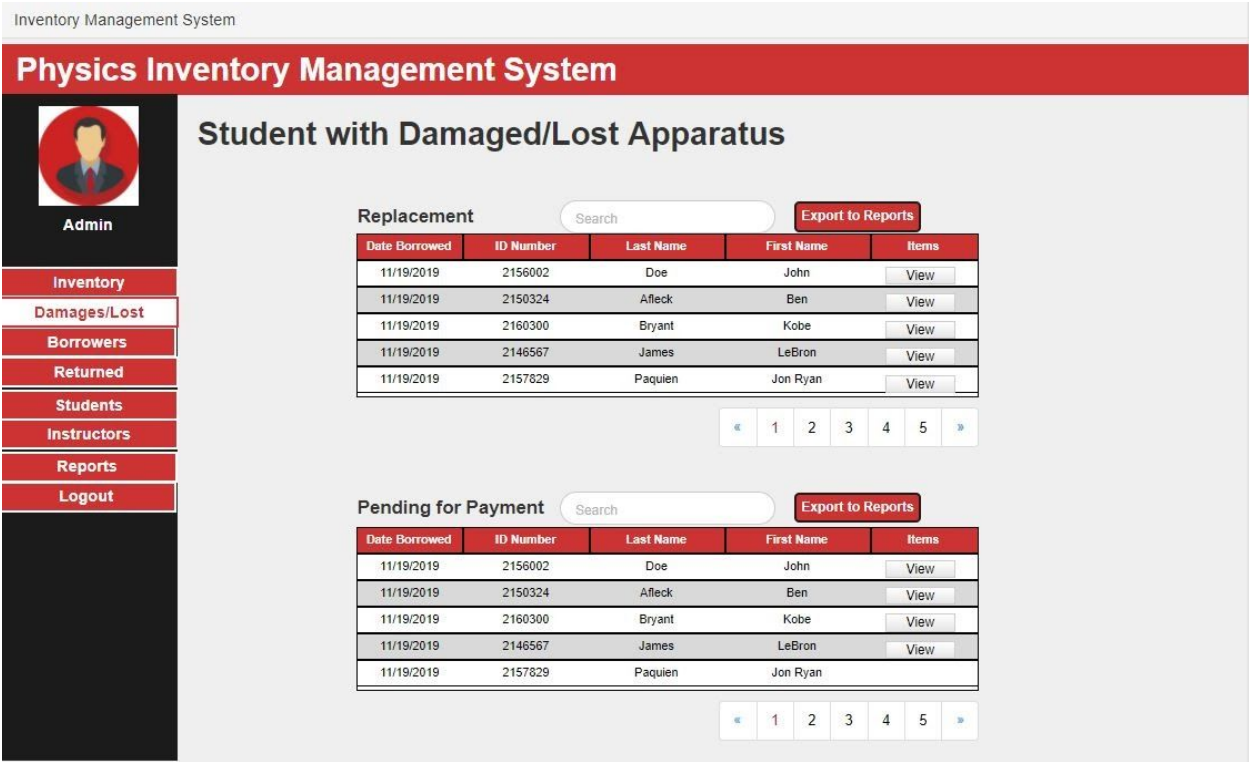 Inventory Management System
Physics Inventory Management System
Admin
Inventory
Damages/Lost
Borrowers
Returned
Students
Instructors
Reports
Logout
Student with Damaged/Lost Apparatus
Replacement Search Export to Reports
Date Borrowed ID Number Last Name First Name Items
11/19/2019 2156002 Doe John View
11/19/2019 2150324 Afleck Ben View
11/19/2019 2160300 Bryant Kobe View
11/19/2019 2146567 James LeBron View
11/19/2019 2157829 Paquien Jon Ryan View
« 1 2 3 4 5 »
Pending for Payment Search Export to Reports
Date Borrowed ID Number Last Name First Name Items
11/19/2019 2156002 Doe John View
11/19/2019 2150324 Afleck Ben View
11/19/2019 2160300 Bryant Kobe View
11/19/2019 2146567 James LeBron View
11/19/2019 2157829 Paquien Jon Ryan
« 1 2 3 4 5 »